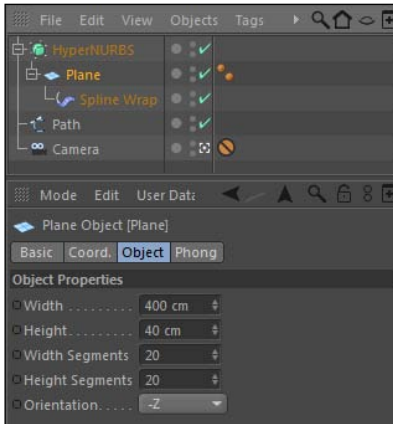 File Edit View Objects Tags
HyperNURBS
Plane
Spline Wrap
Path
Camera
Mode Edit User Data
Plane Object [Plane]
Basic Coord. Object Phong
Object Properties
Width . . . . . . . . . 400 cm
Height. . . . . . . . . 40 cm
Width Segments 20
Height Segments 20
Orientation. . . . . -Z